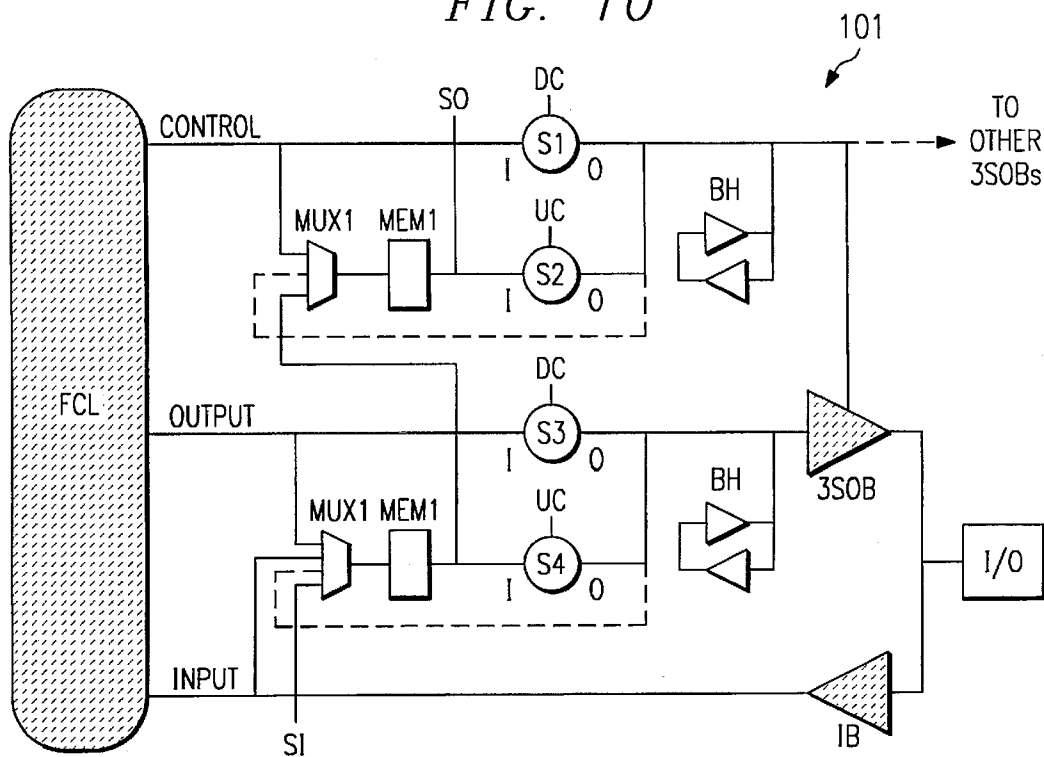 FIG. 10
101
DC
SO
TO
OTHER
3SOBs
CONTROL
S1
I
O
UC
BH
MUX1
MEM1
S2
I
O
DC
FCL
OUTPUT
S3
I
O
3SOB
UC
BH
MUX1
MEM1
S4
I
O
I/O
INPUT
SI
IB